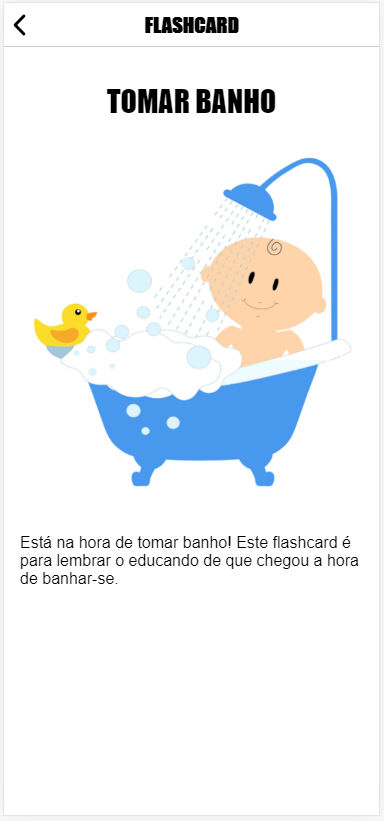 FLASHCARD
TOMAR BANHO
Está na hora de tomar banho! Este flashcard é
para lembrar o educando de que chegou a hora
de banhar-se.